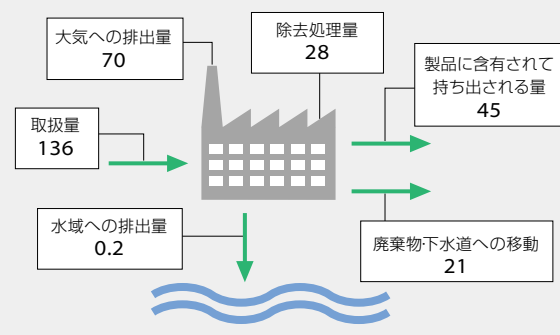 大気への排出量
70
除去処理量
28
製品に含有されて
持ち出される量
45
取扱量
136
水域への排出量
0.2
廃棄物·下水道への移動
21